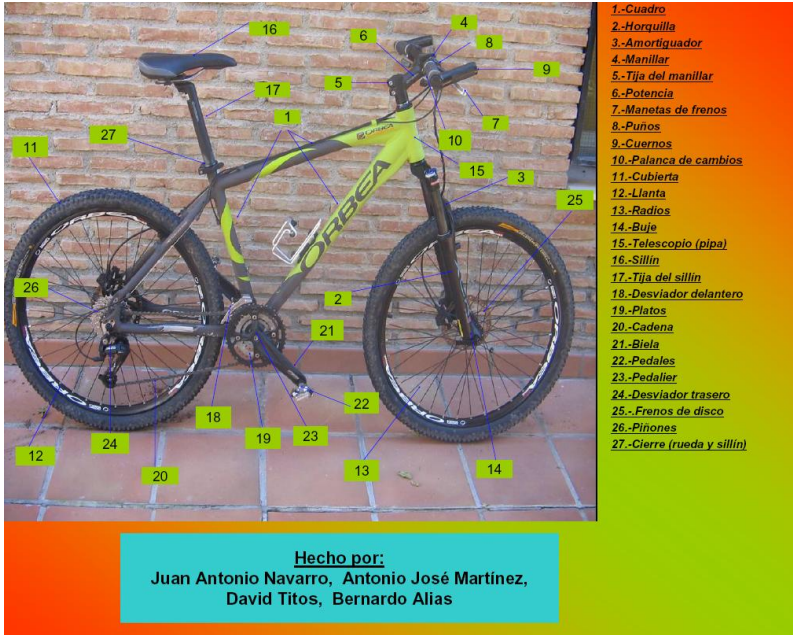 16
4
6
8
9
5
17
1
7
10
27
11
15
3
25
ORBEA
ORBEA
26
2
21
18
22
24
19
23
12
20
13
14
1.-Cuadro
2.-Horquilla
3.-Amortiguador
4.-Manillar
5.-Tija del manillar
6.-Potencia
7.-Manetas de frenos
8.-Puños
9.-Cuernos
10.-Palanca de cambios
11.-Cubierta
12.-Llanta
13.-Radios
14.-Buje
15.-Telescopio (pipa)
16.-Sillín
17.-Tija del sillín
18.-Desviador delantero
19.-Platos
20.-Cadena
21.-Biela
22.-Pedales
23.-Pedalier
24.-Desviador trasero
25.-.Frenos de disco
26.-Piñones
27.-Cierre (rueda y sillín)
Hecho por:
Juan Antonio Navarro, Antonio José Martínez,
David Titos, Bernardo Alias